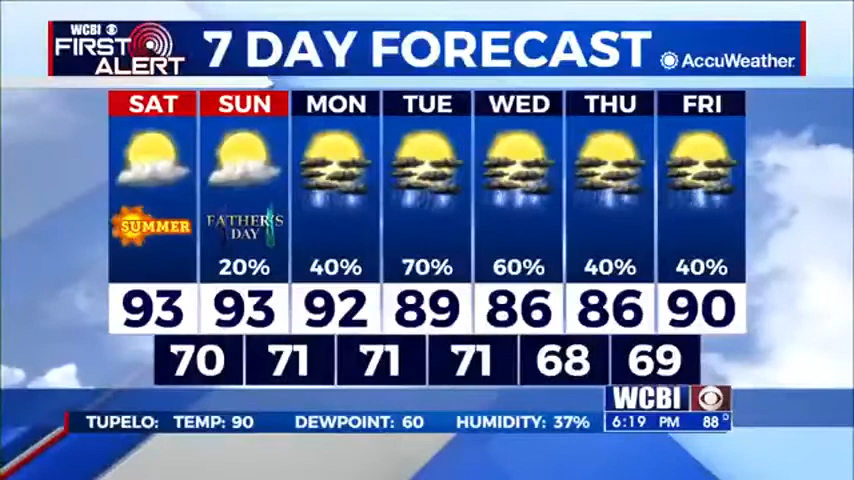 WCBI
FIRST
ALERT
7 DAY FORECAST
AccuWeather
SAT SUN MON TUE WED THU FRI
SUMMER FATHER'S
DAY
20% 40% 70% 60% 40% 40%
93 93 92 89 86 86 90
70 71 71 71 68 69
WCBI
TUPELO: TEMP: 90 DEWPOINT: 60 HUMIDITY: 37% 6:19 PM 88°